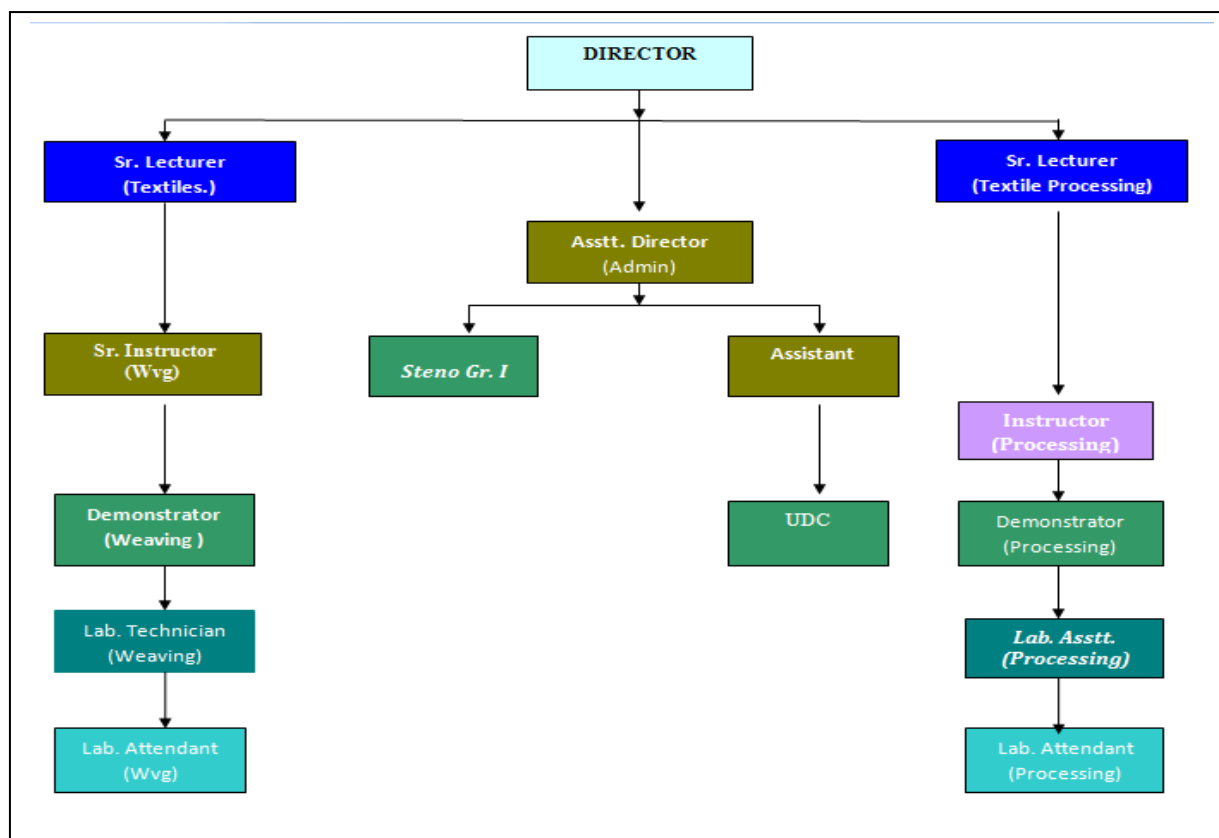 DIRECTOR
Sr. Lecturer
(Textiles.)
Sr. Lecturer
(Textile Processing)
Asstt. Director
(Admin)
Sr. Instructor
(Wvg)
Steno Gr. I
Assistant
Instructor
(Processing)
Demonstrator
(Weaving )
UDC
Demonstrator
(Processing)
Lab. Technician
(Weaving)
Lab. Asstt.
(Processing)
Lab. Attendant
(Wvg)
Lab. Attendant
(Processing)